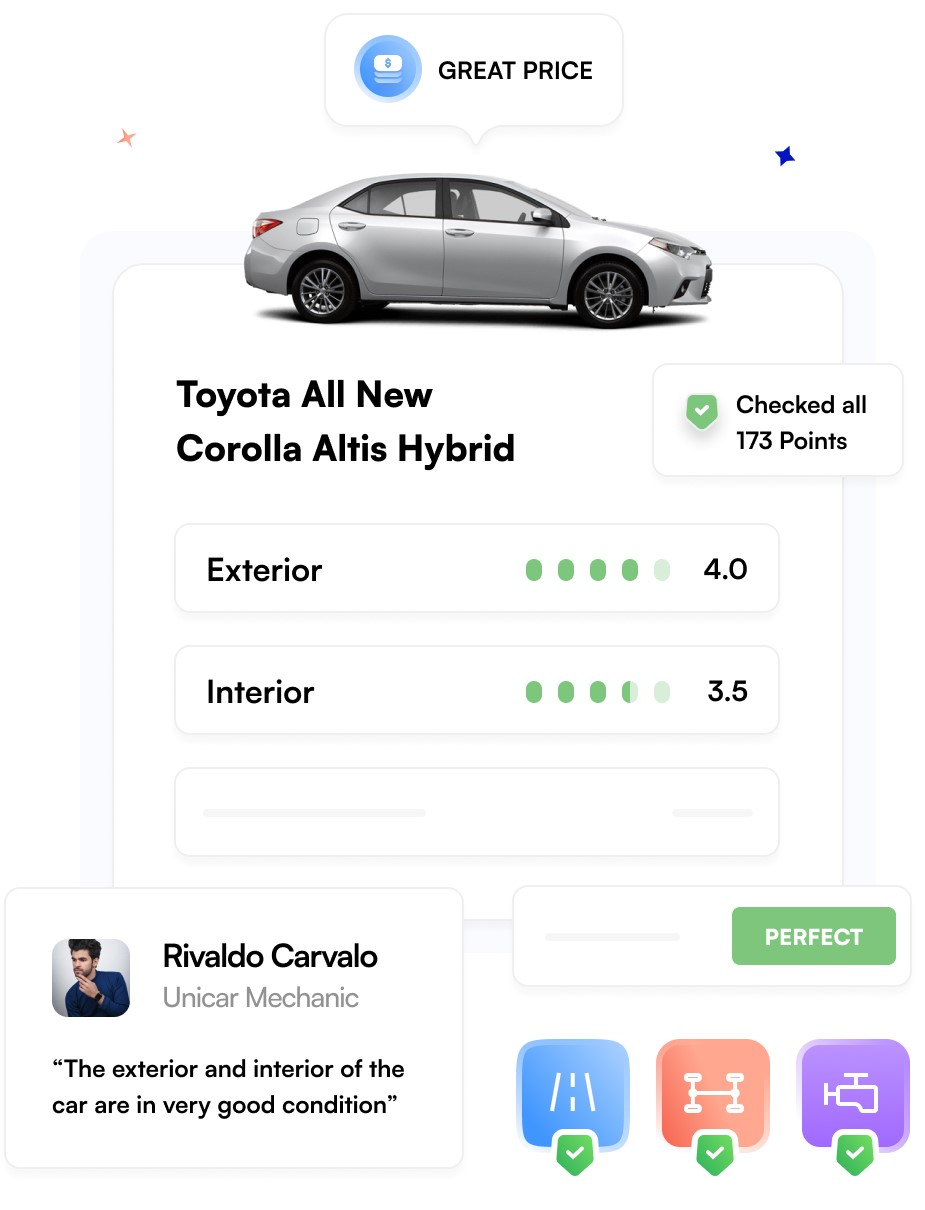 $
GREAT PRICE
Toyota All New
Corolla Altis Hybrid
Checked all
173 Points
Exterior 4.0
Interior 3.5
PERFECT
Rivaldo Carvalo
Unicar Mechanic
“The exterior and interior of the
car are in very good condition”